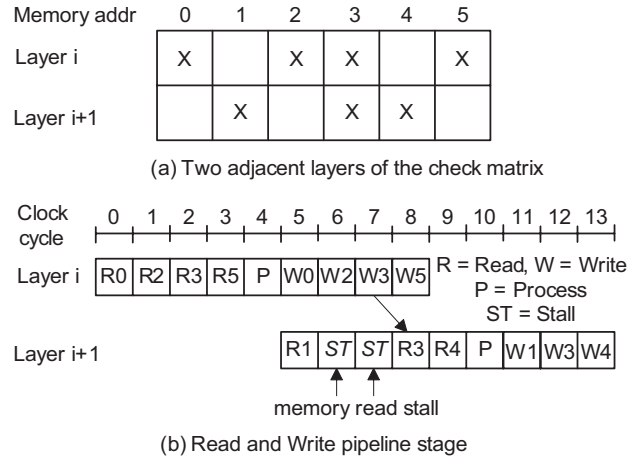 Memory addr 0 1 2 3 4 5
Layer i X X X X
Layer i+1 X X X
(a) Two adjacent layers of the check matrix
Clock cycle 0 1 2 3 4 5 6 7 8 9 10 11 12 13
Layer i R0 R2 R3 R5 P W0 W2 W3 W5
R = Read, W = Write
P = Process
ST = Stall
Layer i+1 R1 ST ST R3 R4 P W1 W3 W4
memory read stall
(b) Read and Write pipeline stage